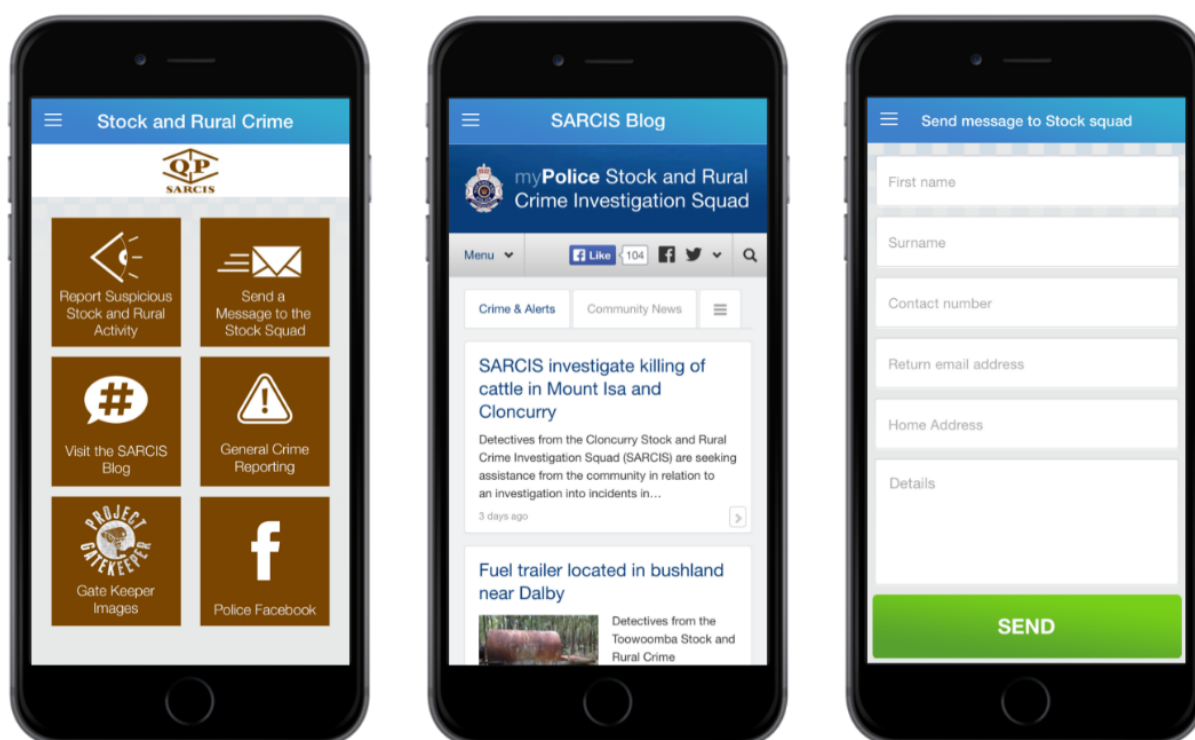 Stock and Rural Crime
QP
SARCIS
Report Suspicious
Stock and Rural
Activity
Send a
Message to the
Stock Squad
#
Visit the SARCIS
Blog
General Crime
Reporting
PROJECT
GATEKEEPER
Gate Keeper
Images
Police Facebook
SARCIS Blog
myPolice Stock and Rural
Crime Investigation Squad
Menu
Like 104
Crime & Alerts
Community News
SARCIS investigate killing of
cattle in Mount Isa and
Cloncurry
Detectives from the Cloncurry Stock and Rural
Crime Investigation Squad (SARCIS) are seeking
assistance from the community in relation to
an investigation into incidents in...
3 days ago
Fuel trailer located in bushland
near Dalby
Detectives from the
Toowoomba Stock and
Rural Crime
Send message to Stock squad
First name
Surname
Contact number
Return email address
Home Address
Details
SEND